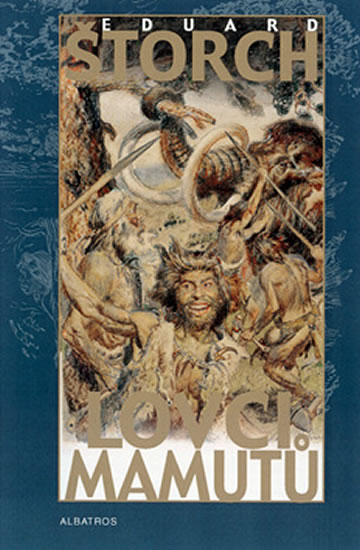 EDUARD
ŠTORCH
LOVCI
MAMUTŮ
ALBATROS